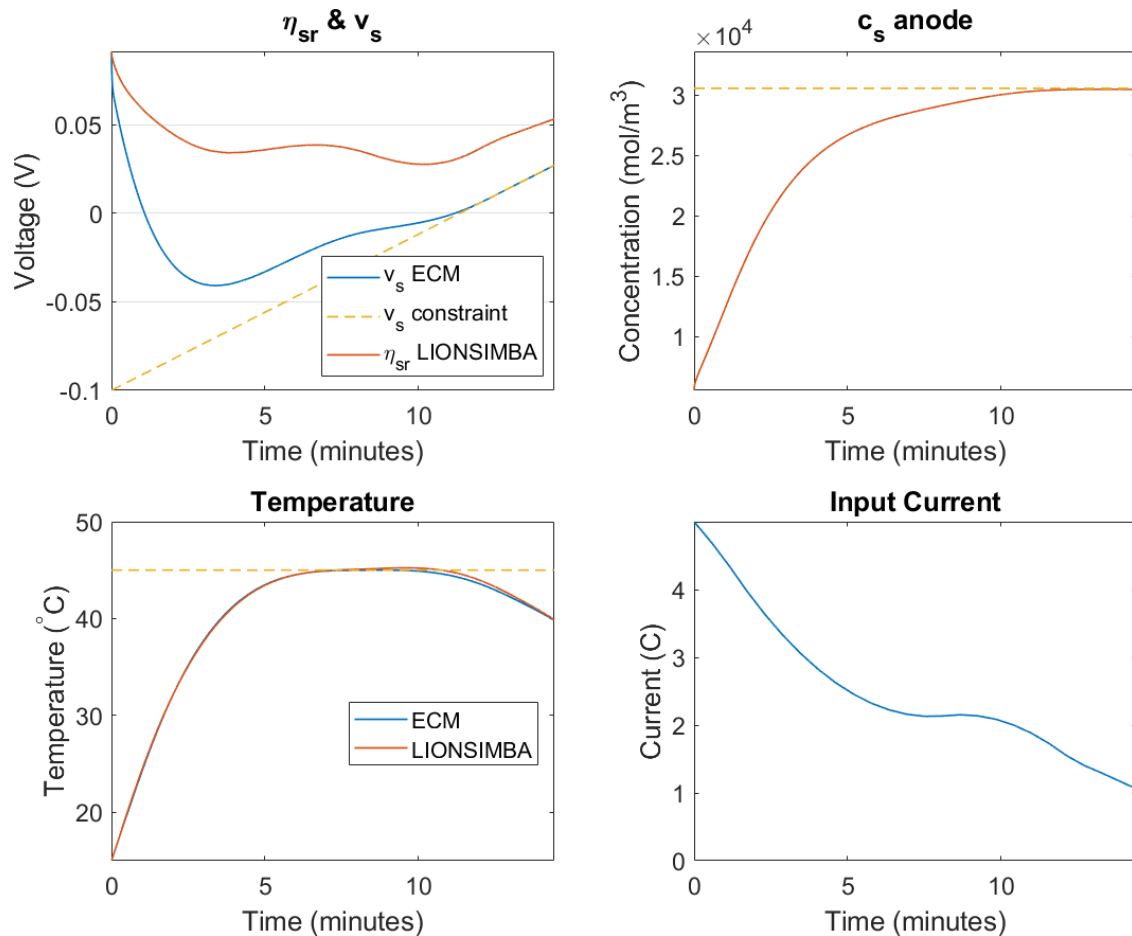 η_sr & v_s
Voltage (V)
0.05
0
-0.05
-0.1
v_s ECM
v_s constraint
η_sr LIONSIMBA
0 5 10
Time (minutes)
c_s anode
×10^4
Concentration (mol/m^3)
3
2.5
2
1.5
1
0 5 10
Time (minutes)
Temperature
Temperature (°C)
50
40
30
20
ECM
LIONSIMBA
0 5 10
Time (minutes)
Input Current
Current (C)
4
3
2
1
0
0 5 10
Time (minutes)